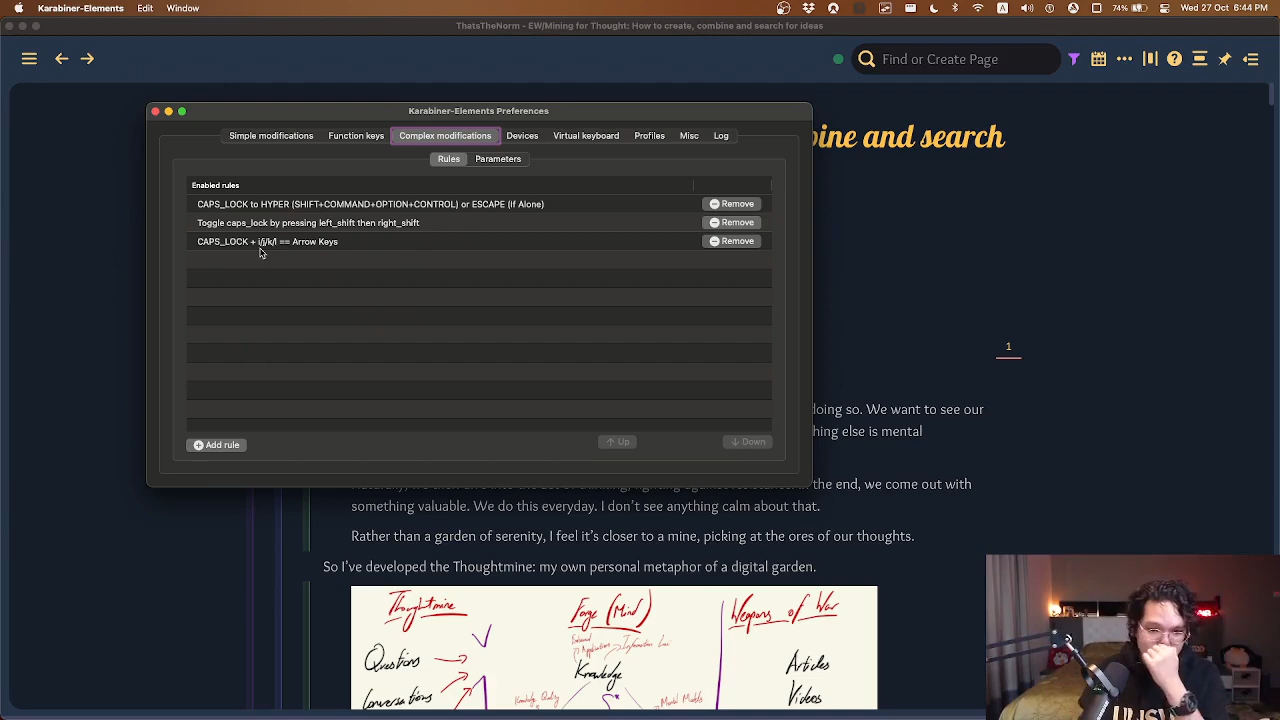 Karabiner-Elements Edit Window 74% Wed 27 Oct 6:44 PM
ThatsTheNorm - EW/Mining for Thought: How to create, combine and search for ideas
Find or Create Page
Karabiner-Elements Preferences
Simple modifications Function keys Complex modifications Devices Virtual keyboard Profiles Misc Log
Rules Parameters
Enabled rules
CAPS_LOCK to HYPER (SHIFT+COMMAND+OPTION+CONTROL) or ESCAPE (If Alone) Remove
Toggle caps_lock by pressing left_shift then right_shift Remove
CAPS_LOCK + i/j/k/l == Arrow Keys Remove
Add rule Up Down
bine and search
1
doing so. We want to see our
hing else is mental
the end, we come out with
something valuable. We do this everyday. I don't see anything calm about that.
Rather than a garden of serenity, I feel it's closer to a mine, picking at the ores of our thoughts.
So I've developed the Thoughtmine: my own personal metaphor of a digital garden.
Thoughtmine Forge (Mind) Weapons of War
Questions Knowledge Articles
Conversations Knowledge Quality Mental Models Videos